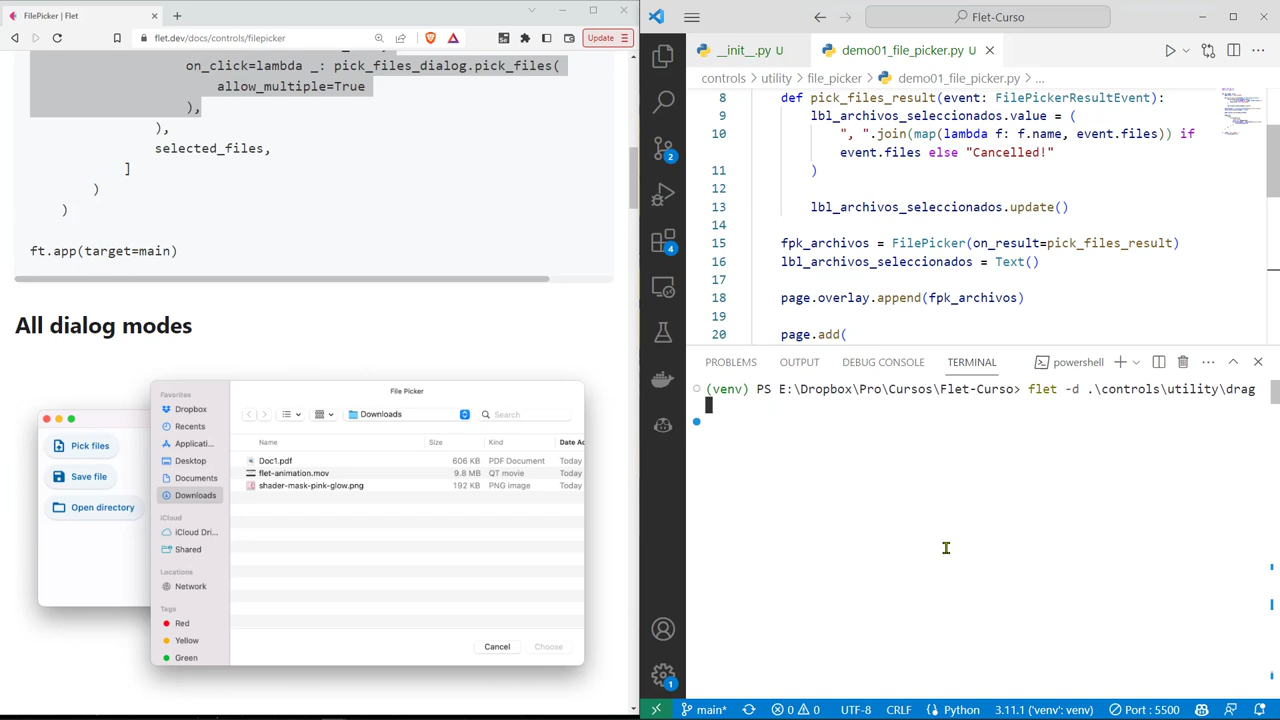 FilePicker | Flet
flet.dev/docs/controls/filepicker
Update
on_click=lambda _: pick_files_dialog.pick_files(
allow_multiple=True
),
),
selected_files,
]
)
)
ft.app(target=main)
All dialog modes
Pick files
Save file
Open directory
File Picker
Favorites
Dropbox
Recents
Applicati...
Desktop
Documents
Downloads
iCloud
iCloud Dri...
Shared
Locations
Network
Tags
Red
Yellow
Green
Downloads
Search
Name Size Kind Date Ad
Doc1.pdf 606 KB PDF Document Today
flet-animation.mov 9.8 MB QT movie Today
shader-mask-pink-glow.png 192 KB PNG image Today
Cancel Choose
Flet-Curso
__init__.py U demo01_file_picker.py U
controls utility file_picker demo01_file_picker.py ...
8 def pick_files_result(event: FilePickerResultEvent):
9 lbl_archivos_seleccionados.value = (
10 ", ".join(map(lambda f: f.name, event.files)) if
event.files else "Cancelled!"
11 )
12
13 lbl_archivos_seleccionados.update()
14
15 fpk_archivos = FilePicker(on_result=pick_files_result)
16 lbl_archivos_seleccionados = Text()
17
18 page.overlay.append(fpk_archivos)
19
20 page.add(
PROBLEMS OUTPUT DEBUG CONSOLE TERMINAL powershell
(venv) PS E:\Dropbox\Pro\Cursos\Flet-Curso> flet -d .\controls\utility\drag
2
4
1
main* 0 0 UTF-8 CRLF Python 3.11.1 ('venv': venv) Port : 5500